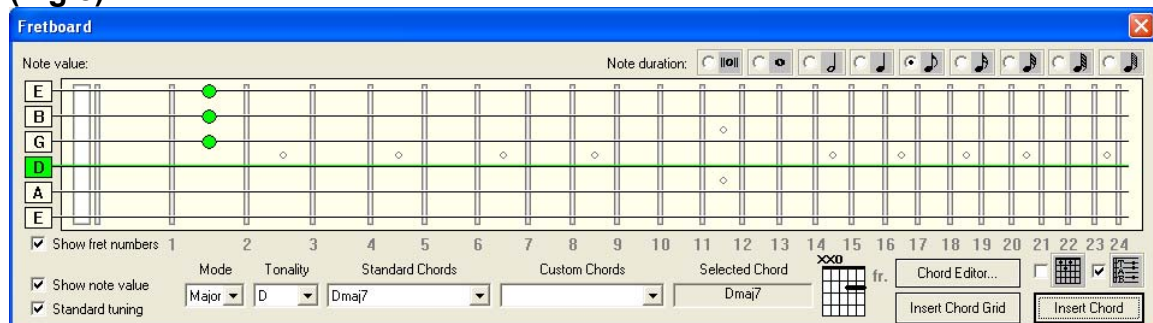 Fretboard
Note value:
Note duration:
E
B
G
D
A
E
Show fret numbers 1 2 3 4 5 6 7 8 9 10 11 12 13 14 15 16 17 18 19 20 21 22 23 24
Mode Tonality Standard Chords Custom Chords Selected Chord XXO
Show note value
Major D Dmaj7 Dmaj7 fr. Chord Editor...
Standard tuning Insert Chord Grid Insert Chord